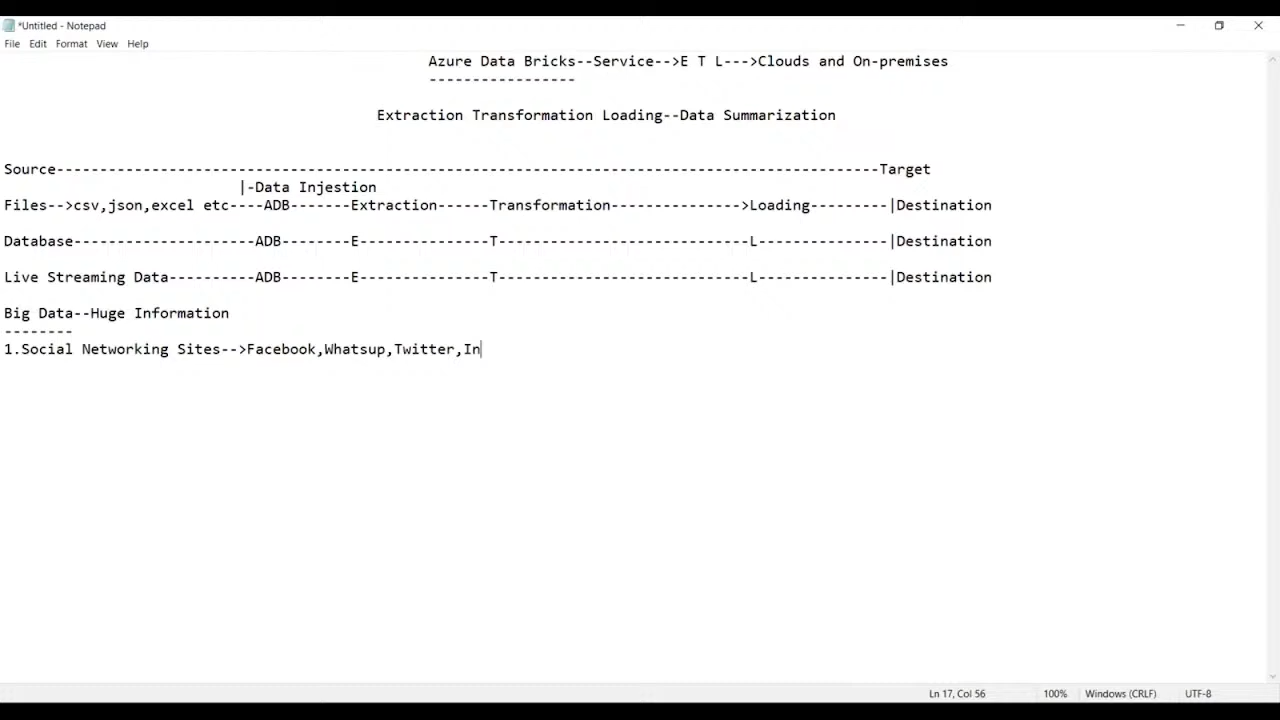 *Untitled - Notepad
File Edit Format View Help
Azure Data Bricks--Service-->E T L--->Clouds and On-premises
-----------------
Extraction Transformation Loading--Data Summarization
Source-----------------------------------------------------------------------------------------------Target
|-Data Injestion
Files-->csv,json,excel etc----ADB--------Extraction------Transformation--------------->Loading---------|Destination
Database---------------------ADB--------E---------------T-----------------------------L---------------|Destination
Live Streaming Data----------ADB--------E---------------T-----------------------------L---------------|Destination
Big Data--Huge Information
--------
1.Social Networking Sites-->Facebook,Whatsup,Twitter,In
Ln 17, Col 56 100% Windows (CRLF) UTF-8